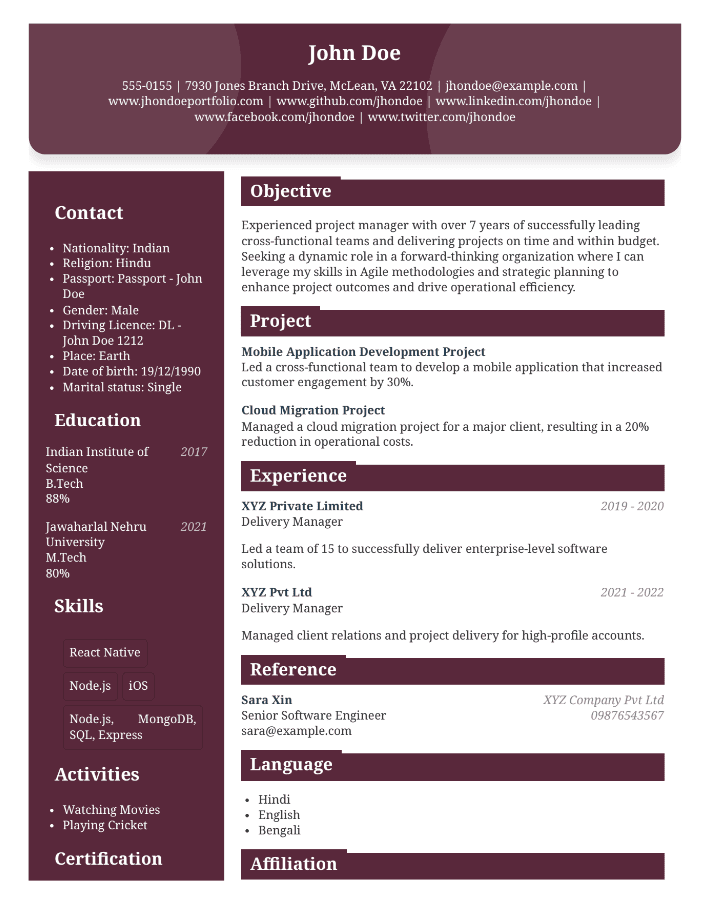 John Doe
555-0155 | 7930 Jones Branch Drive, McLean, VA 22102 | jhondoe@example.com |
www.jhondoeportfolio.com | www.github.com/jhondoe | www.linkedin.com/jhondoe |
www.facebook.com/jhondoe | www.twitter.com/jhondoe
Contact
• Nationality: Indian
• Religion: Hindu
• Passport: Passport - John
Doe
• Gender: Male
• Driving Licence: DL -
John Doe 1212
• Place: Earth
• Date of birth: 19/12/1990
• Marital status: Single
Education
Indian Institute of 2017
Science
B.Tech
88%
Jawaharlal Nehru 2021
University
M.Tech
80%
Skills
React Native
Node.js iOS
Node.js, MongoDB,
SQL, Express
Activities
• Watching Movies
• Playing Cricket
Certification
Objective
Experienced project manager with over 7 years of successfully leading
cross-functional teams and delivering projects on time and within budget.
Seeking a dynamic role in a forward-thinking organization where I can
leverage my skills in Agile methodologies and strategic planning to
enhance project outcomes and drive operational efficiency.
Project
Mobile Application Development Project
Led a cross-functional team to develop a mobile application that increased
customer engagement by 30%.
Cloud Migration Project
Managed a cloud migration project for a major client, resulting in a 20%
reduction in operational costs.
Experience
XYZ Private Limited 2019 - 2020
Delivery Manager
Led a team of 15 to successfully deliver enterprise-level software
solutions.
XYZ Pvt Ltd 2021 - 2022
Delivery Manager
Managed client relations and project delivery for high-profile accounts.
Reference
Sara Xin XYZ Company Pvt Ltd
Senior Software Engineer 09876543567
sara@example.com
Language
• Hindi
• English
• Bengali
Affiliation